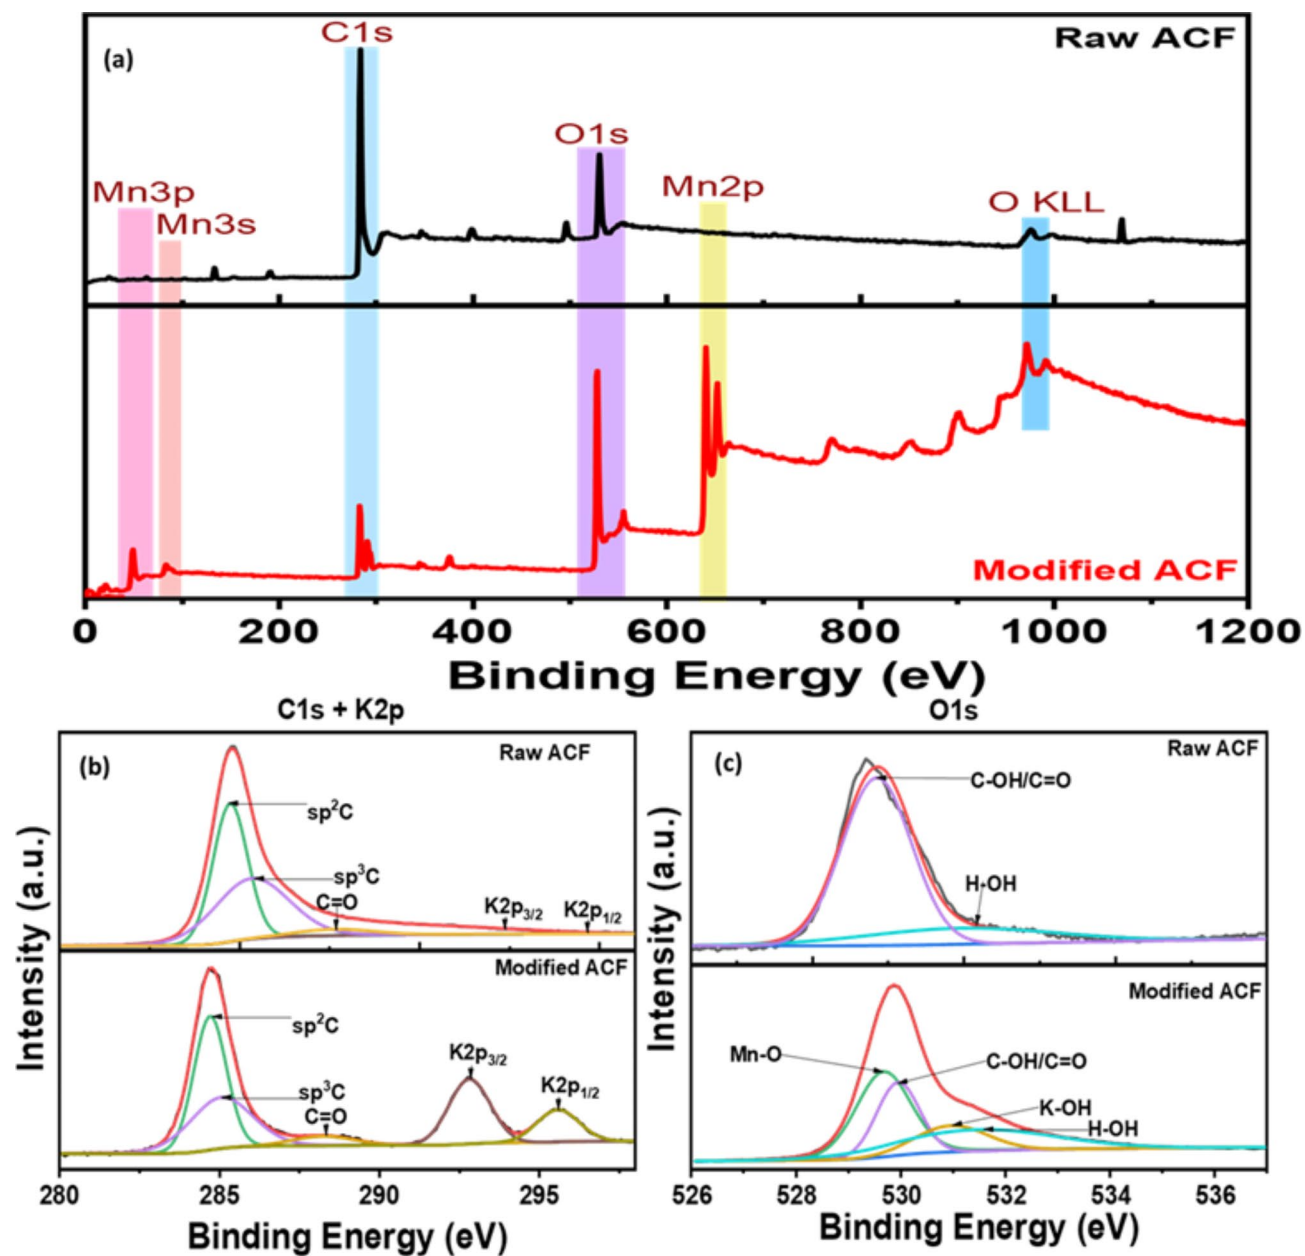 C1s
Raw ACF
(a)
O1s
Mn3p
Mn2p
O KLL
Mn3s
Modified ACF
0 200 400 600 800 1000 1200
Binding Energy (eV)
C1s + K2p
O1s
(b)
Raw ACF
sp²C
sp³C
C=O
K2p₃/₂
K2p₁/₂
Modified ACF
sp²C
K2p₃/₂
sp³C
K2p₁/₂
C=O
280 285 290 295
Intensity (a.u.)
Binding Energy (eV)
(c)
Raw ACF
C-OH/C=O
H-OH
Modified ACF
Mn-O
C-OH/C=O
K-OH
H-OH
526 528 530 532 534 536
Intensity (a.u.)
Binding Energy (eV)